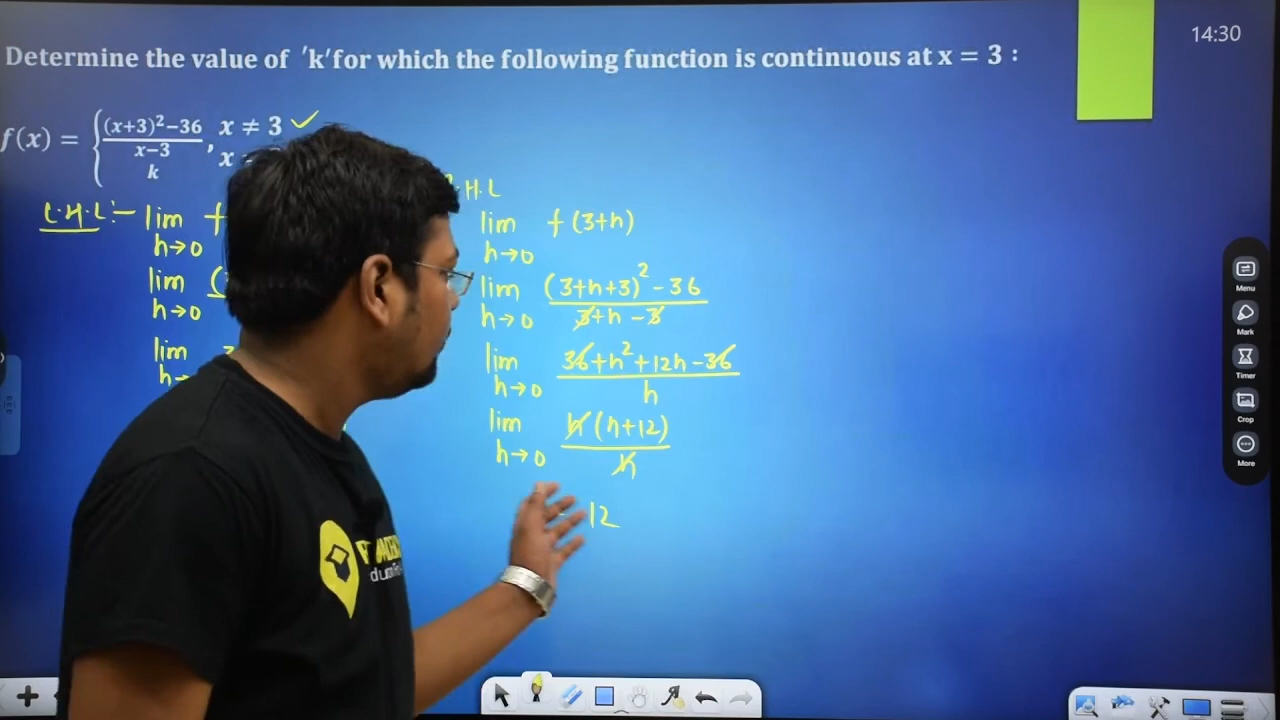 14:30
Determine the value of 'k' for which the following function is continuous at x = 3 :
f(x) = { (x+3)²−36 / x−3 , x ≠ 3 ✓
k x
L.H.L :- lim f
h→0
lim (
h→0
lim 3
h→
R.H.L
lim f (3+h)
h→0
lim (3+h+3)² - 36
h→0 3+h-3
lim 36+h²+12h-36
h→0 h
lim h (h+12)
h→0 h
12
Menu
Mark
Timer
Crop
More